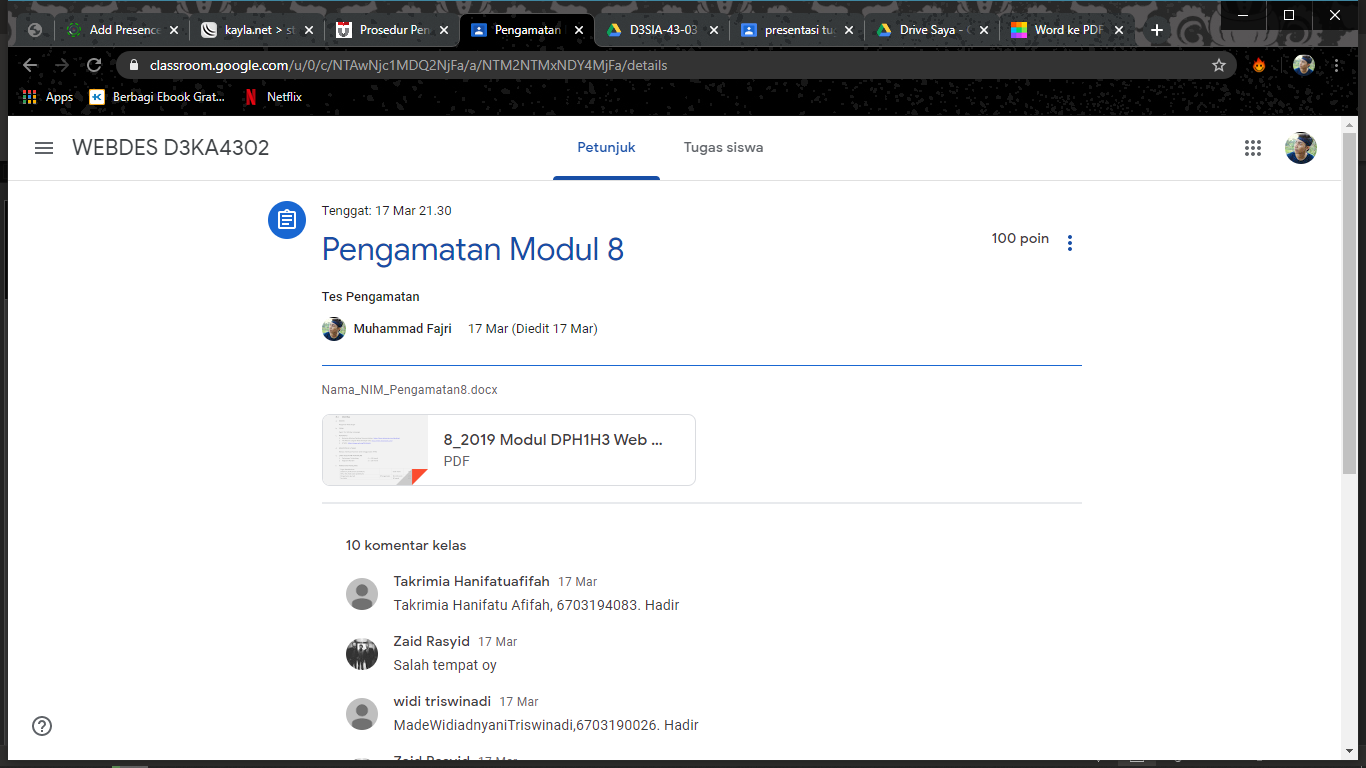 Add Presence
kayla.net > st
Prosedur Pen
Pengamatan
D3SIA-43-03
presentasi tu
Drive Saya - G
Word ke PDF
classroom.google.com/u/0/c/NTAwNjc1MDQ2NjFa/a/NTM2NTMxNDY4MjFa/details
Apps
Berbagi Ebook Grat...
Netflix
WEBDES D3KA4302
Petunjuk
Tugas siswa
Tenggat: 17 Mar 21.30
Pengamatan Modul 8
100 poin
Tes Pengamatan
Muhammad Fajri 17 Mar (Diedit 17 Mar)
Nama_NIM_Pengamatan8.docx
8_2019 Modul DPH1H3 Web ...
PDF
10 komentar kelas
Takrimia Hanifatuafifah 17 Mar
Takrimia Hanifatu Afifah, 6703194083. Hadir
Zaid Rasyid 17 Mar
Salah tempat oy
widi triswinadi 17 Mar
MadeWidiadnyaniTriswinadi,6703190026. Hadir
Zaid Rasyid 17 Mar